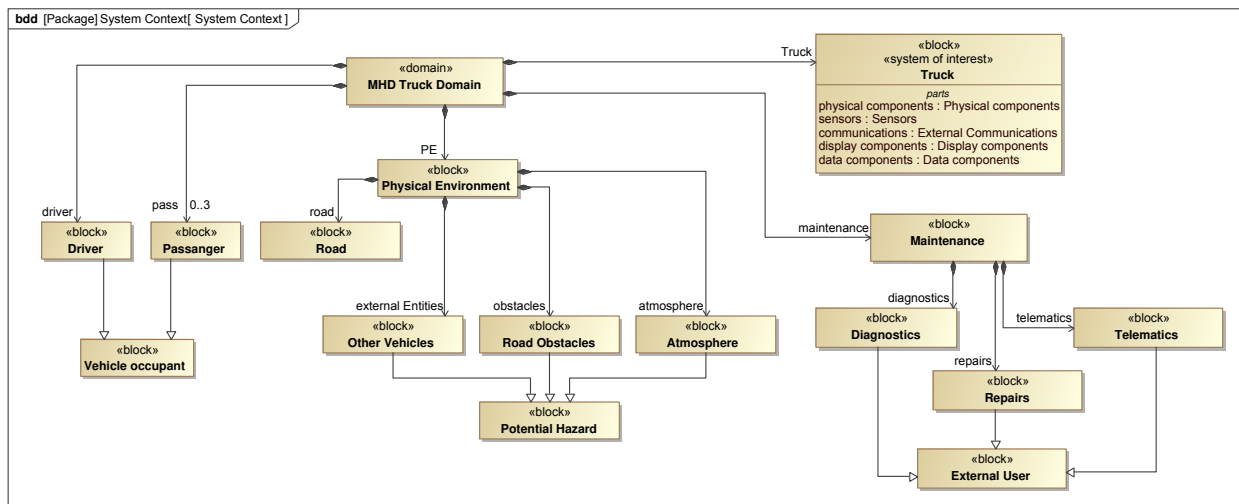 bdd [Package] System Context[ System Context ]
«domain»
MHD Truck Domain
Truck
«block»
«system of interest»
Truck
parts
physical components : Physical components
sensors : Sensors
communications : External Communications
display components : Display components
data components : Data components
PE
«block»
Physical Environment
driver
«block»
Driver
pass 0..3
«block»
Passanger
road
«block»
Road
maintenance
«block»
Maintenance
«block»
Vehicle occupant
external Entities
«block»
Other Vehicles
obstacles
«block»
Road Obstacles
atmosphere
«block»
Atmosphere
«block»
Potential Hazard
diagnostics
«block»
Diagnostics
telematics
«block»
Telematics
repairs
«block»
Repairs
«block»
External User